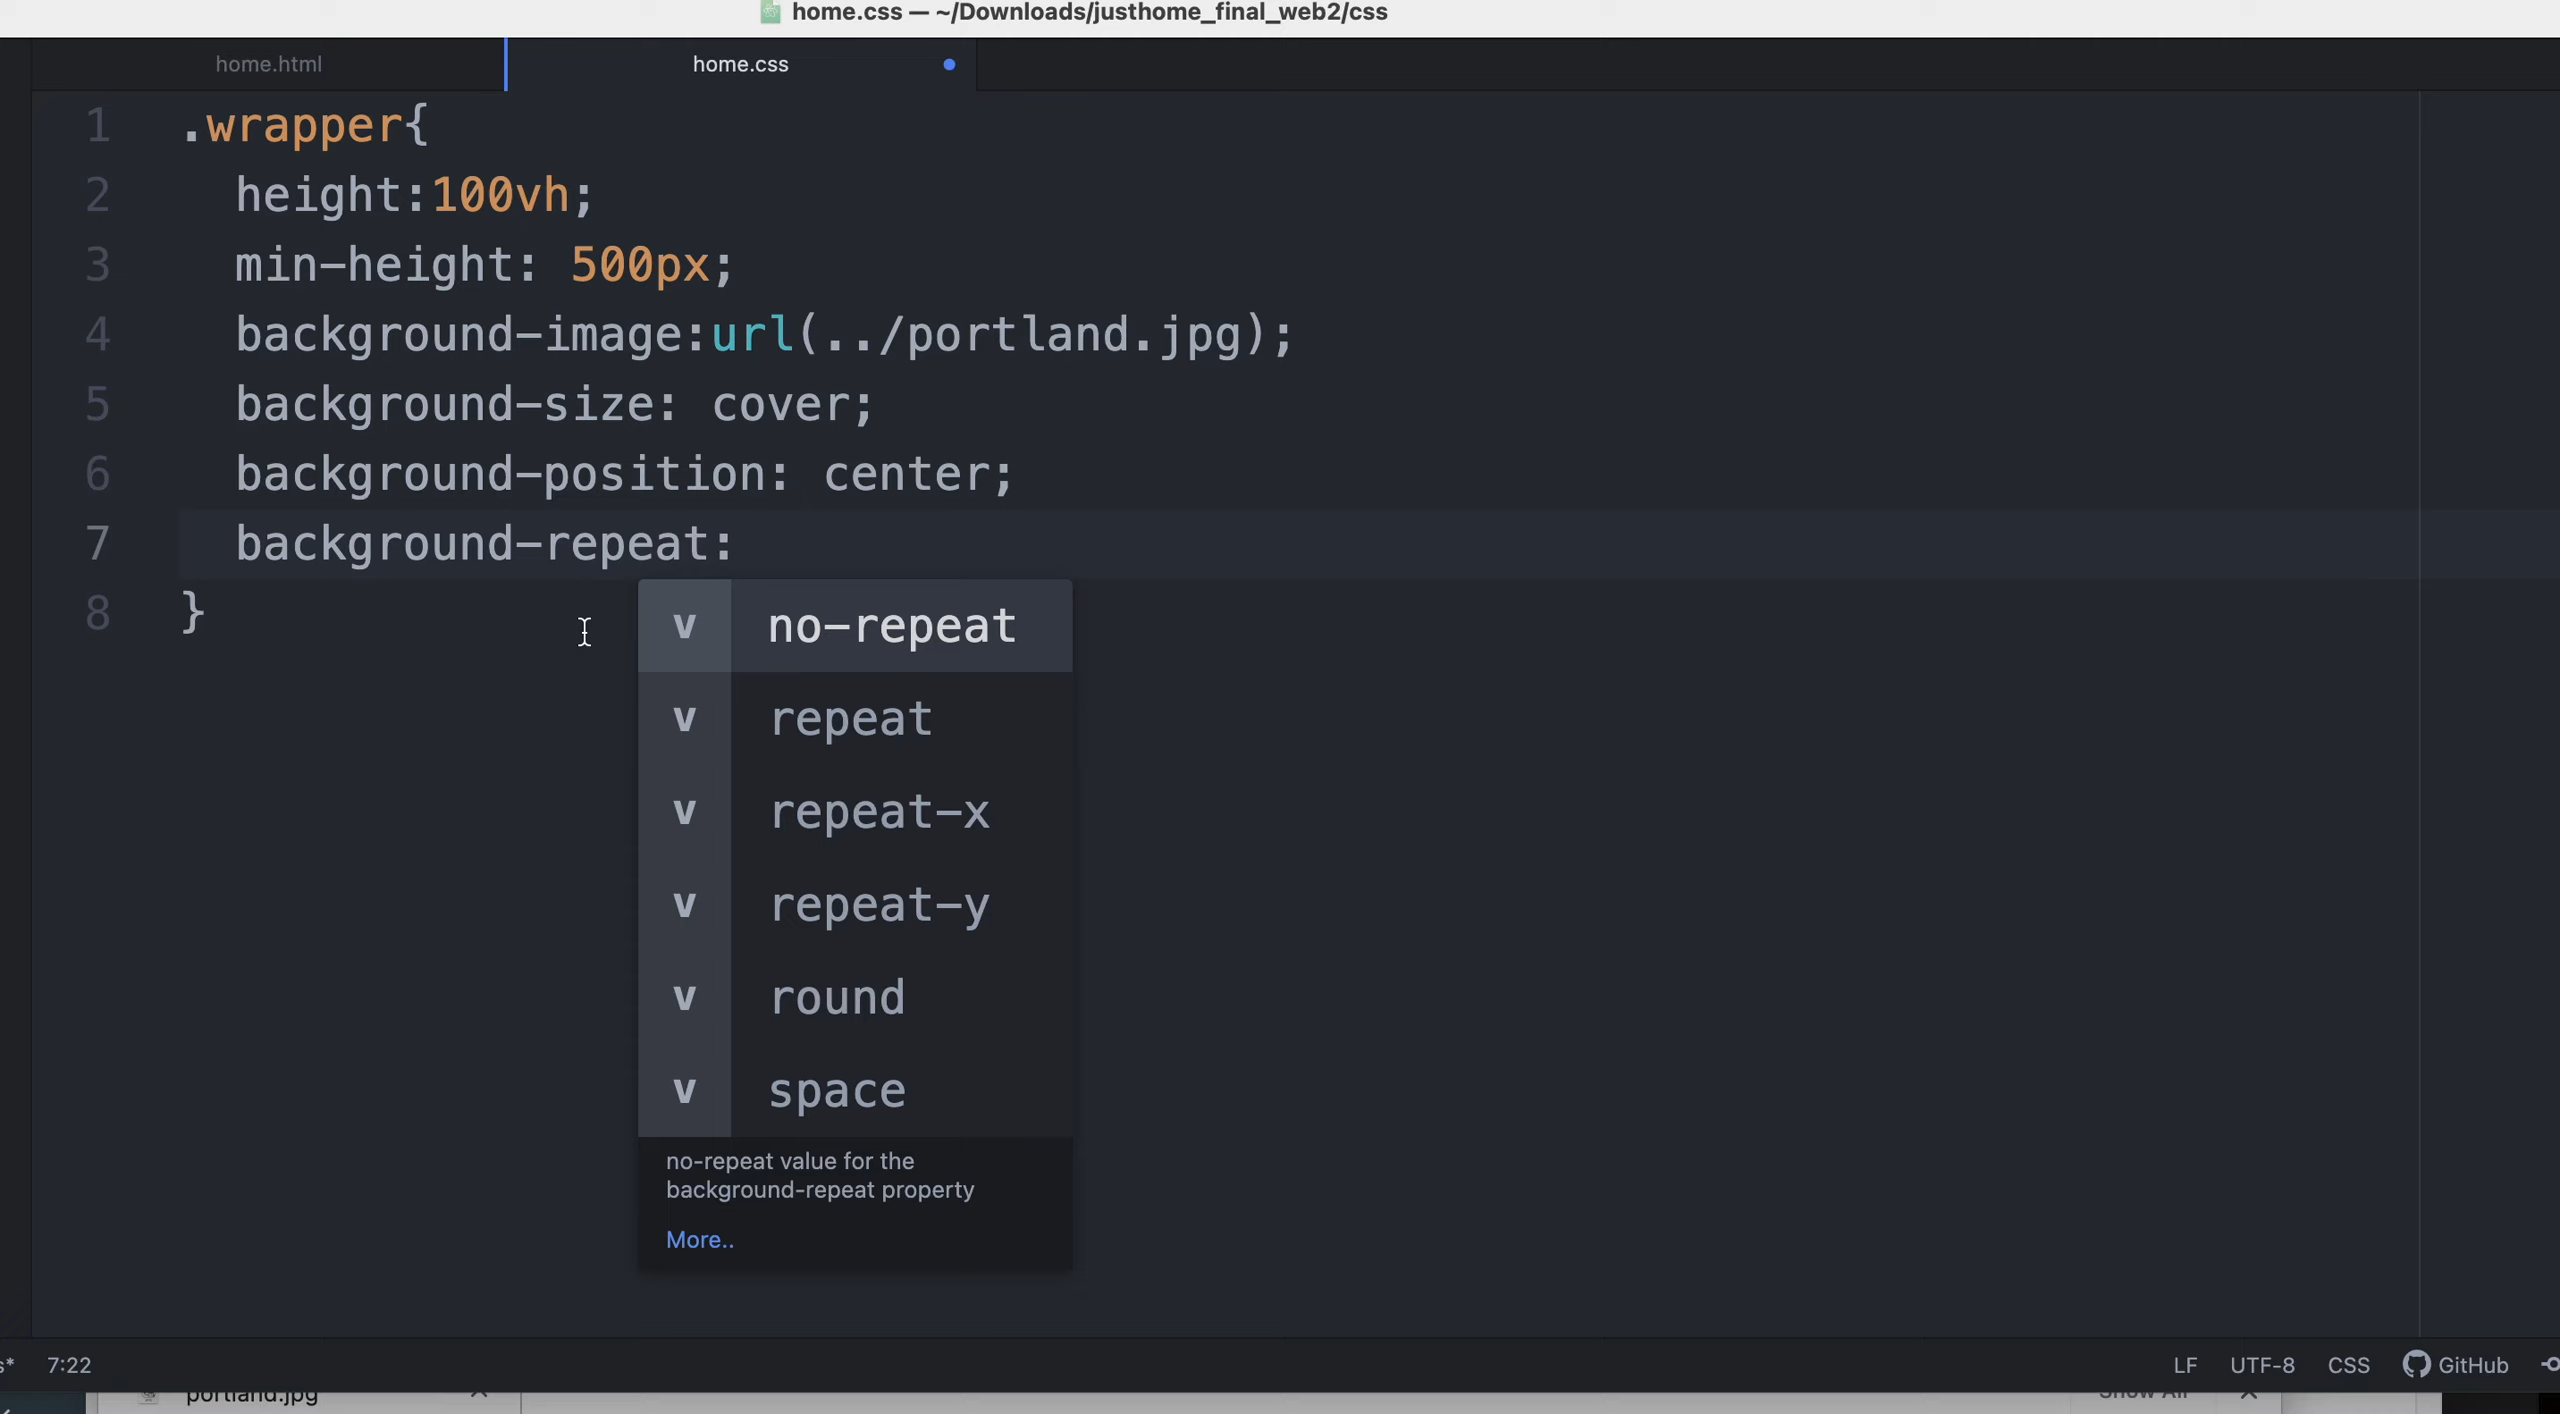 home.css — ~/Downloads/justhome_final_web2/css
home.html
home.css
1 .wrapper{
2 height:100vh;
3 min-height: 500px;
4 background-image:url(../portland.jpg);
5 background-size: cover;
6 background-position: center;
7 background-repeat:
8 }
v no-repeat
v repeat
v repeat-x
v repeat-y
v round
v space
no-repeat value for the
background-repeat property
More..
s* 7:22 LF UTF-8 CSS GitHub
portland.jpg Show All